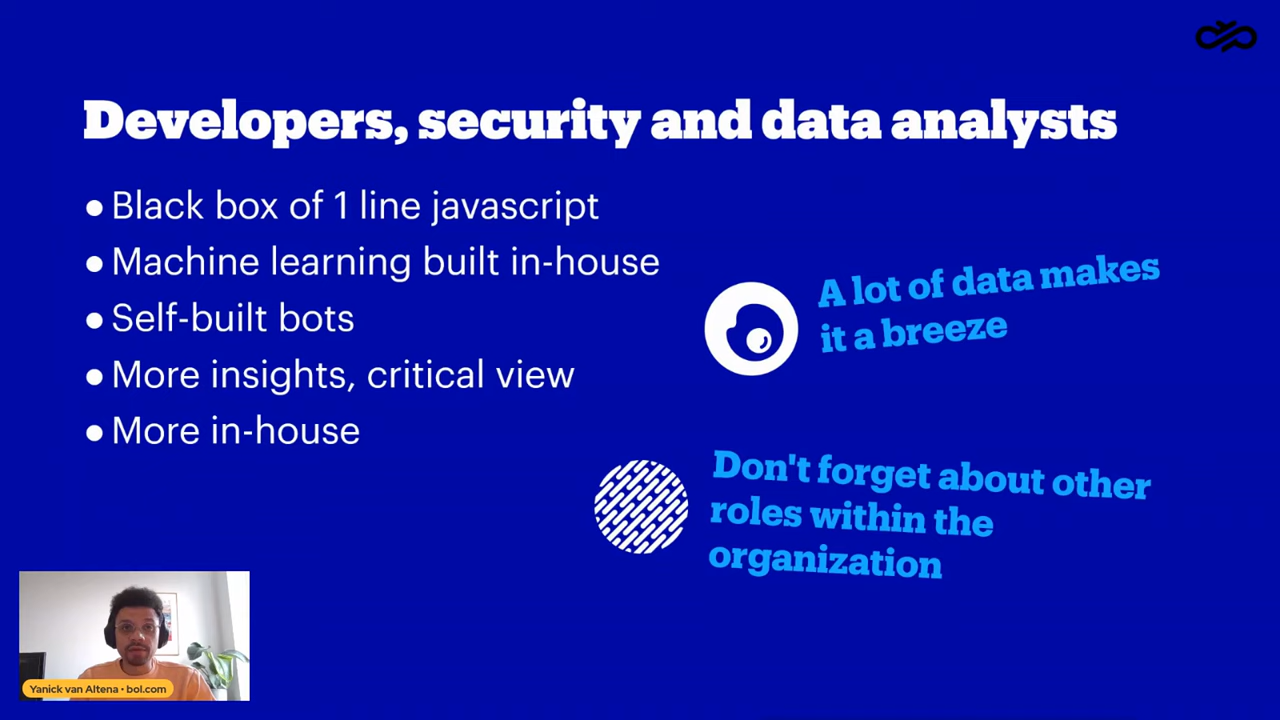 Developers, security and data analysts
● Black box of 1 line javascript
● Machine learning built in-house
● Self-built bots
● More insights, critical view
● More in-house
A lot of data makes
it a breeze
Don't forget about other
roles within the
organization
Yanick van Altena • bol.com